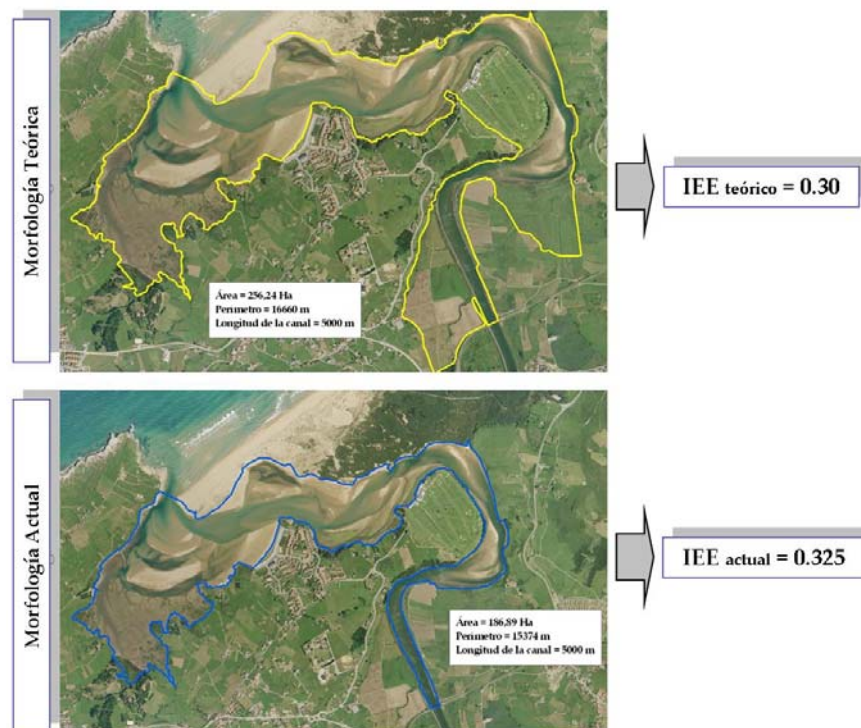 Morfología Teórica
Área = 256,24 Ha
Perímetro = 16660 m
Longitud de la canal = 5000 m
IEE teórico = 0.30
Morfología Actual
Área = 186,89 Ha
Perímetro = 15374 m
Longitud de la canal = 5000 m
IEE actual = 0.325